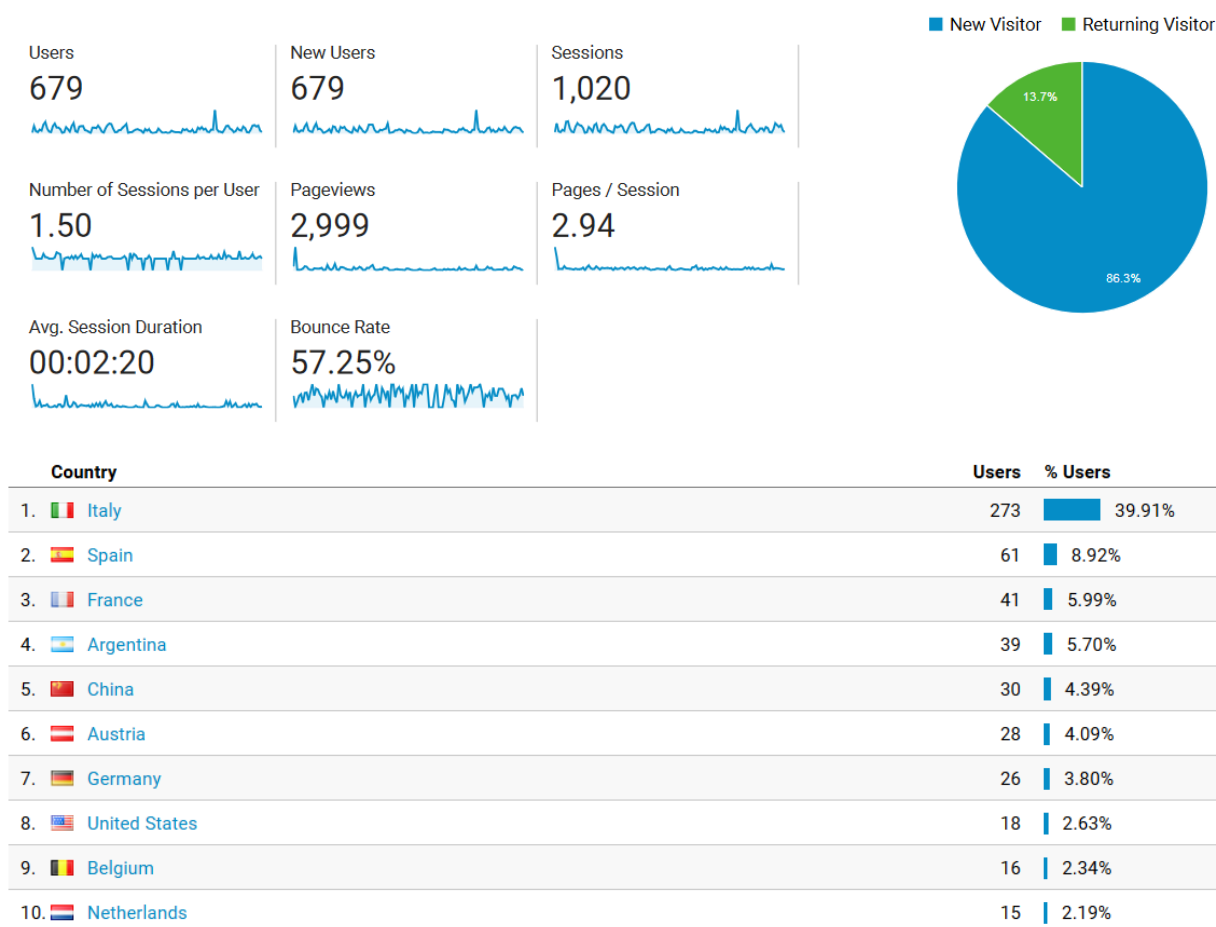 New Visitor Returning Visitor
Users New Users Sessions
679 679 1,020
13.7%
Number of Sessions per User Pageviews Pages / Session
1.50 2,999 2.94
86.3%
Avg. Session Duration Bounce Rate
00:02:20 57.25%
Country Users % Users
1. Italy 273 39.91%
2. Spain 61 8.92%
3. France 41 5.99%
4. Argentina 39 5.70%
5. China 30 4.39%
6. Austria 28 4.09%
7. Germany 26 3.80%
8. United States 18 2.63%
9. Belgium 16 2.34%
10. Netherlands 15 2.19%